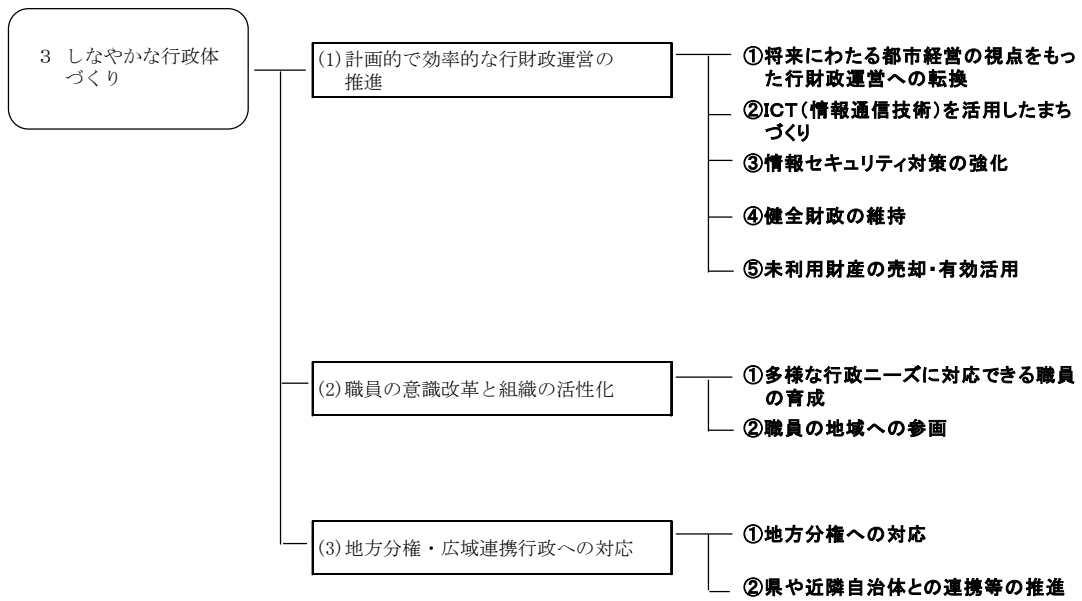 3 しなやかな行政体
づくり
(1)計画的で効率的な行財政運営の
推進
①将来にわたる都市経営の視点をもっ
た行財政運営への転換
②ICT(情報通信技術)を活用したまち
づくり
③情報セキュリティ対策の強化
④健全財政の維持
⑤未利用財産の売却・有効活用
(2)職員の意識改革と組織の活性化
①多様な行政ニーズに対応できる職員
の育成
②職員の地域への参画
(3)地方分権・広域連携行政への対応
①地方分権への対応
②県や近隣自治体との連携等の推進